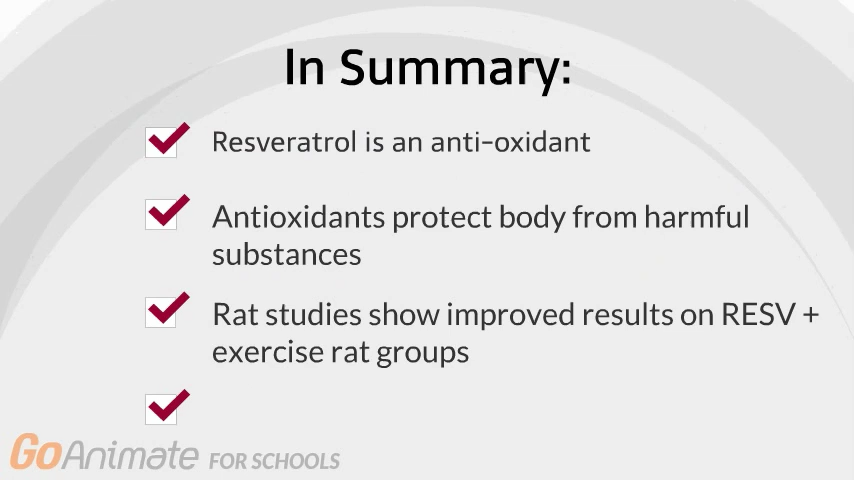 In Summary:
Resveratrol is an anti-oxidant
Antioxidants protect body from harmful
substances
Rat studies show improved results on RESV +
exercise rat groups
GoAnimate FOR SCHOOLS